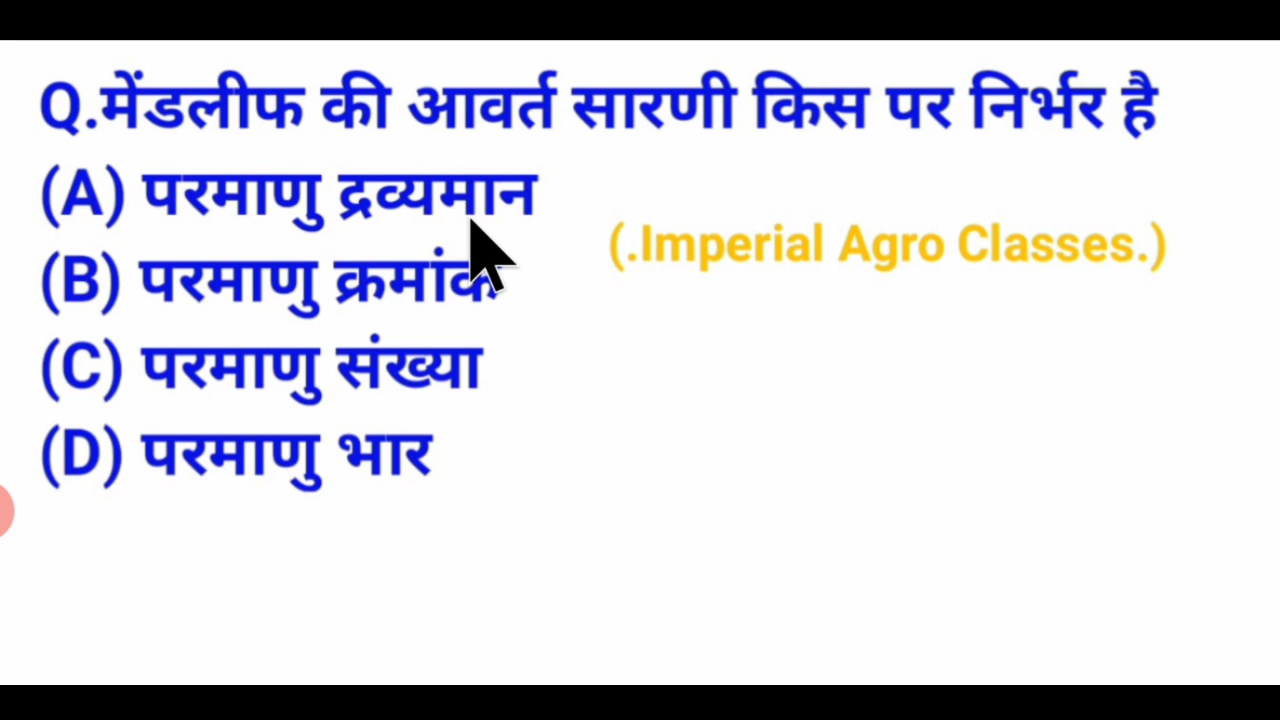 Q.मेंडलीफ की आवर्त सारणी किस पर निर्भर है
(A) परमाणु द्रव्यमान
(.Imperial Agro Classes.)
(B) परमाणु क्रमांक
(C) परमाणु संख्या
(D) परमाणु भार